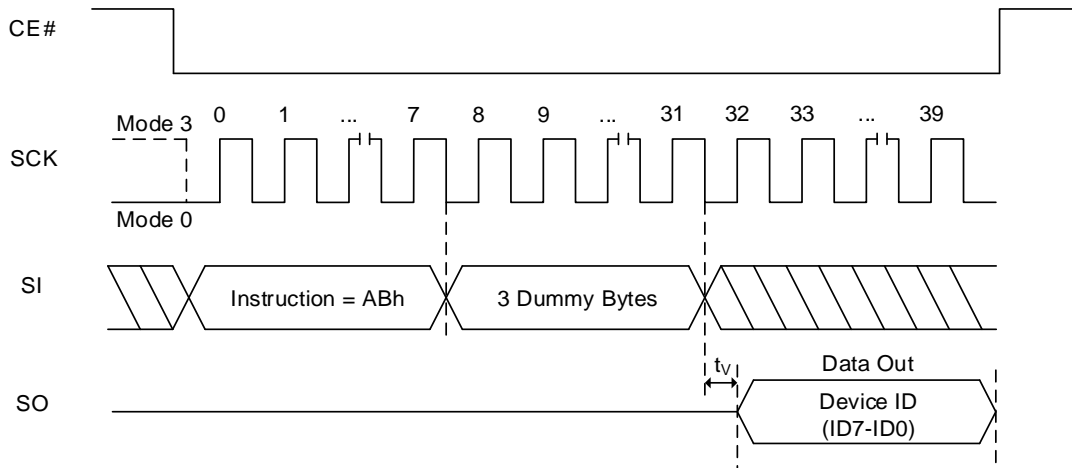 CE#
0 1 ... 7 8 9 ... 31 32 33 ... 39
Mode 3
SCK
Mode 0
SI
Instruction = ABh
3 Dummy Bytes
tV
Data Out
SO
Device ID
(ID7-ID0)